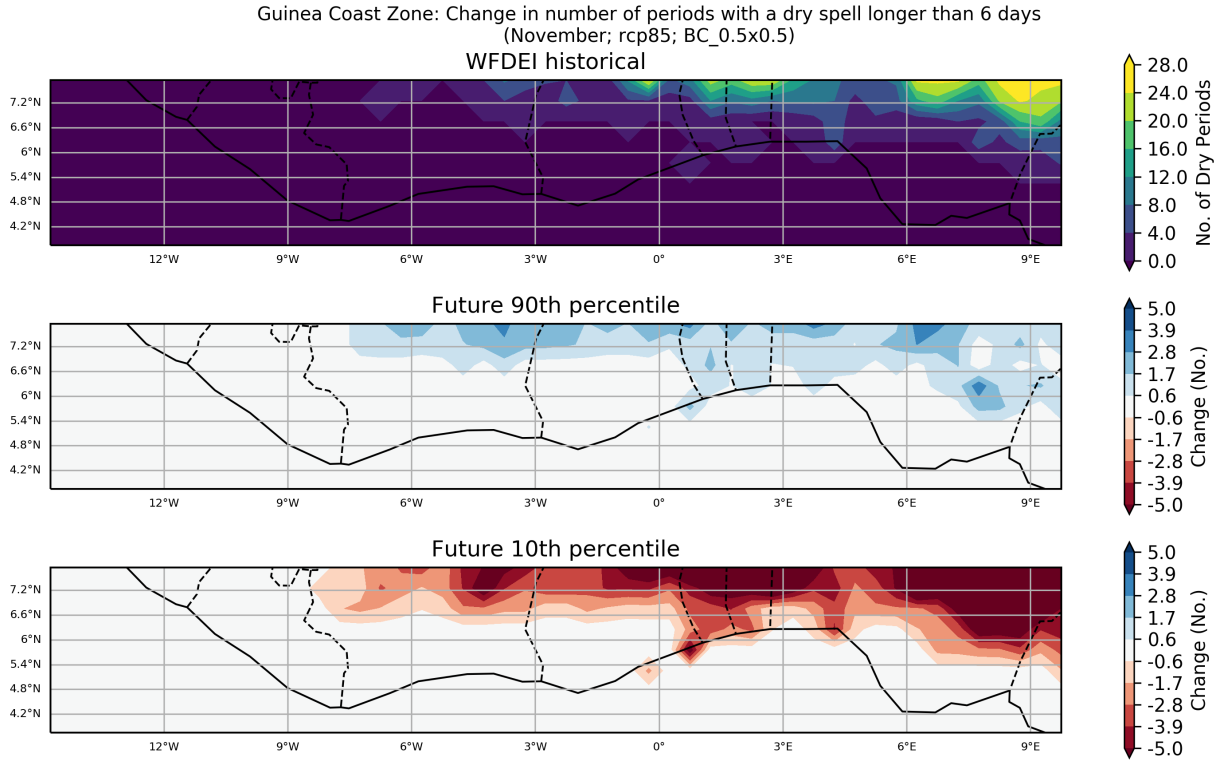 Guinea Coast Zone: Change in number of periods with a dry spell longer than 6 days
(November; rcp85; BC_0.5x0.5)
WFDEI historical
7.2°N
6.6°N
6°N
5.4°N
4.8°N
4.2°N
12°W 9°W 6°W 3°W 0° 3°E 6°E 9°E
28.0
24.0
20.0
16.0
12.0
8.0
4.0
0.0
No. of Dry Periods
Future 90th percentile
7.2°N
6.6°N
6°N
5.4°N
4.8°N
4.2°N
12°W 9°W 6°W 3°W 0° 3°E 6°E 9°E
5.0
3.9
2.8
1.7
0.6
-0.6
-1.7
-2.8
-3.9
-5.0
Change (No.)
Future 10th percentile
7.2°N
6.6°N
6°N
5.4°N
4.8°N
4.2°N
12°W 9°W 6°W 3°W 0° 3°E 6°E 9°E
5.0
3.9
2.8
1.7
0.6
-0.6
-1.7
-2.8
-3.9
-5.0
Change (No.)